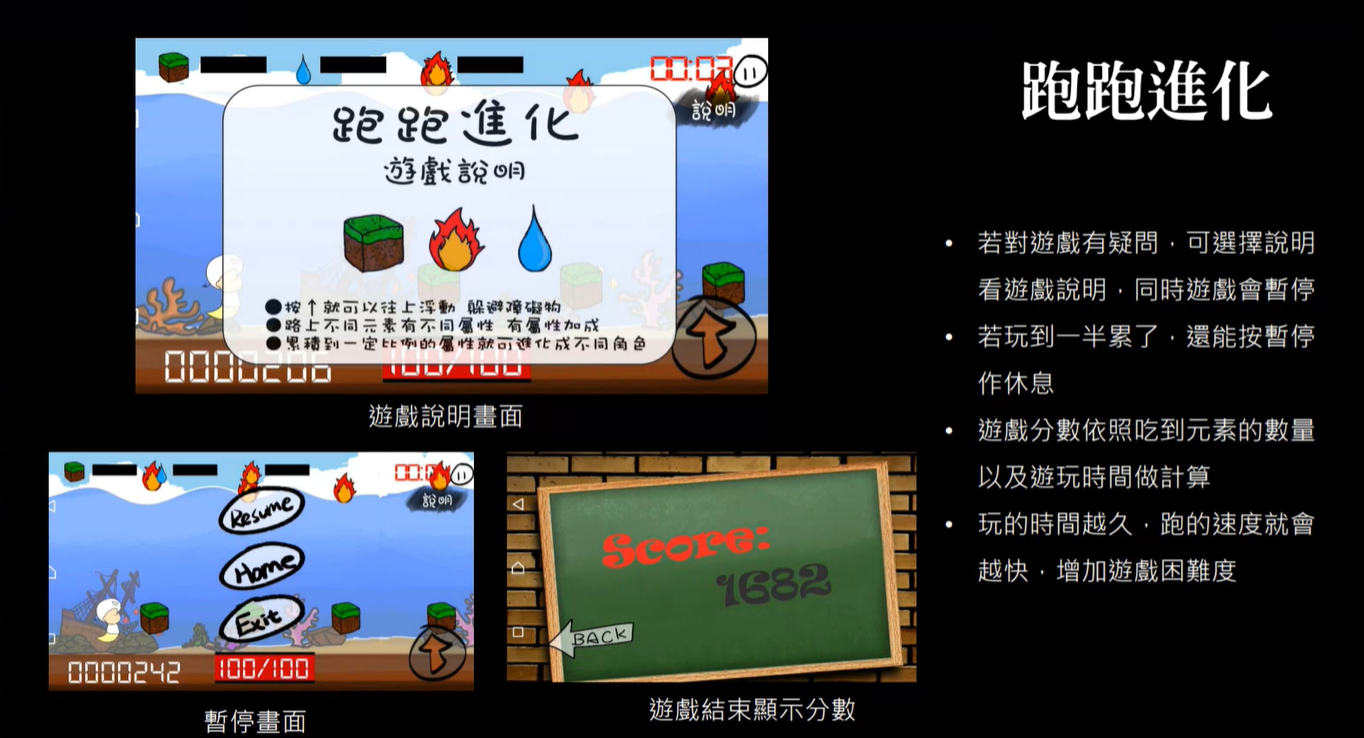 跑跑進化
00:03
說明
跑跑進化
遊戲說明
●按↑就可以往上浮動 躲避障礙物
●路上不同元素有不同屬性 有屬性加成
●累積到一定比例的屬性就可進化成不同角色
0000206
100/100
遊戲說明畫面
說明
Resume
Home
Exit
0000242
100/100
暫停畫面
Score:
1682
BACK
遊戲結束顯示分數
• 若對遊戲有疑問，可選擇說明
看遊戲說明，同時遊戲會暫停
• 若玩到一半累了，還能按暫停
作休息
• 遊戲分數依照吃到元素的數量
以及遊玩時間做計算
• 玩的時間越久，跑的速度就會
越快，增加遊戲困難度